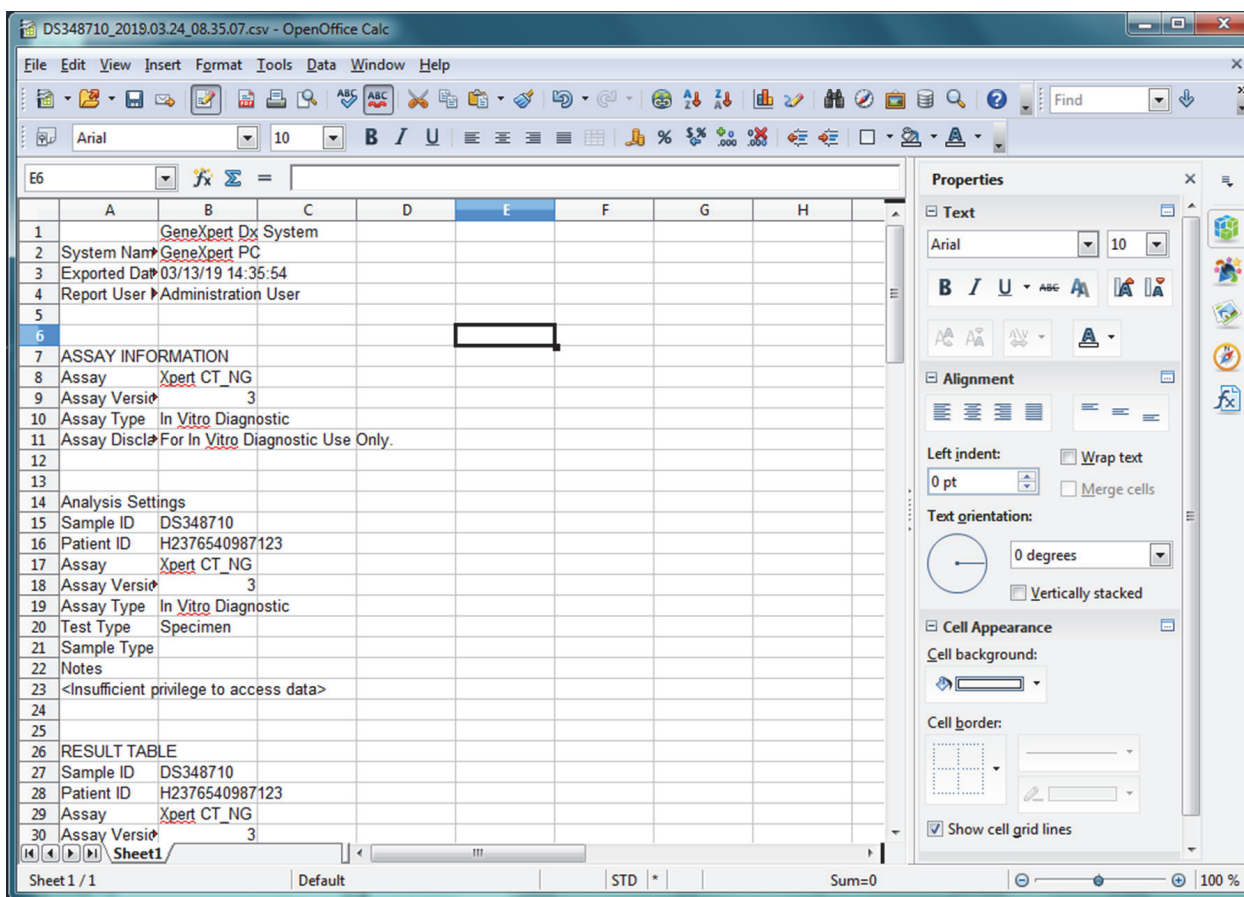 DS348710_2019.03.24_08.35.07.csv - OpenOffice Calc
File Edit View Insert Format Tools Data Window Help
Find
Arial 10
E6
A B C D E F G H
1 GeneXpert Dx System
2 System Nam GeneXpert PC
3 Exported Dat 03/13/19 14:35:54
4 Report User Administration User
5
6
7 ASSAY INFORMATION
8 Assay Xpert CT_NG
9 Assay Versio 3
10 Assay Type In Vitro Diagnostic
11 Assay Discla For In Vitro Diagnostic Use Only.
12
13
14 Analysis Settings
15 Sample ID DS348710
16 Patient ID H2376540987123
17 Assay Xpert CT_NG
18 Assay Versio 3
19 Assay Type In Vitro Diagnostic
20 Test Type Specimen
21 Sample Type
22 Notes
23 <Insufficient privilege to access data>
24
25
26 RESULT TABLE
27 Sample ID DS348710
28 Patient ID H2376540987123
29 Assay Xpert CT_NG
30 Assay Versio 3
Sheet1
Sheet 1 / 1 Default STD * Sum=0 100 %
Properties
Text
Arial 10
Alignment
Left indent: Wrap text
0 pt Merge cells
Text orientation:
0 degrees
Vertically stacked
Cell Appearance
Cell background:
Cell border:
Show cell grid lines